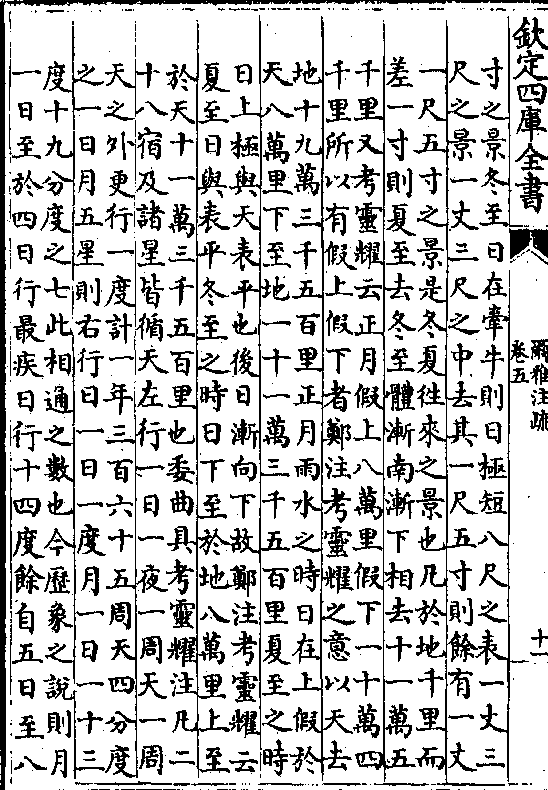 欽定四庫全書
爾雅注疏
卷五
十一
寸之景冬至日在牽牛則日極短八尺之表一丈三
尺之景一丈三尺之中去其一尺五寸則餘有一丈
一尺五寸之景是冬夏往來之景也凡於地千里而
差一寸則夏至去冬至體漸南漸下相去十一萬五
千里又考靈耀云正月假上八萬里假下一十萬四
千里所以有假上假下者鄭注考靈耀之意以天去
地十九萬三千五百里正月雨水之時日在上假於
天八萬里下至地一十一萬三千五百里夏至之時
日上極與天表平也後日漸向下故鄭注考靈耀云
夏至日與表平冬至之時日下至於地八萬里上至
於天十一萬三千五百里也委曲具考靈耀注凡二
十八宿及諸星皆循天左行一日一夜一周天一周
天之外更行一度計一年三百六十五周天四分度
之一日月五星則右行日一日一度月一日一十三
度十九分度之七此相通之數也今歴象之說則月
一日至於四日行最疾日行十四度餘自五日至八